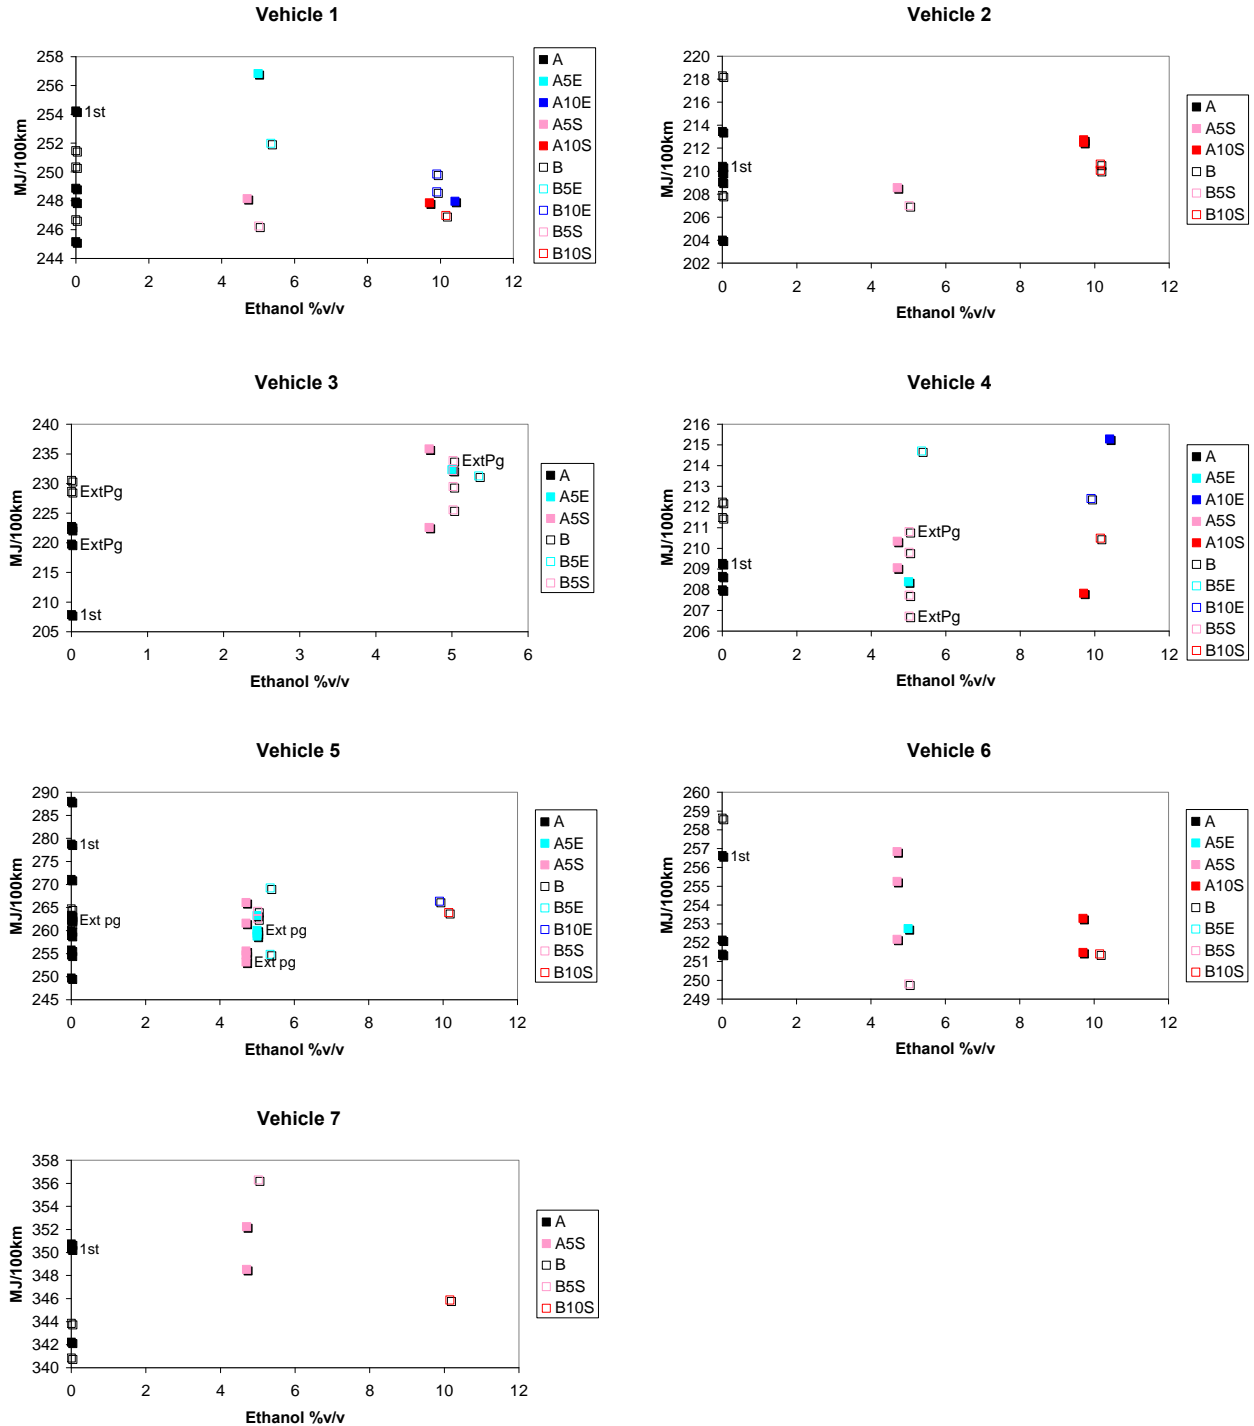 Vehicle 1
258
256
254
252
250
248
246
244
MJ/100km
1st
0 2 4 6 8 10 12
Ethanol %v/v
A
A5E
A10E
A5S
A10S
B
B5E
B10E
B5S
B10S
Vehicle 2
220
218
216
214
212
210
208
206
204
202
MJ/100km
1st
0 2 4 6 8 10 12
Ethanol %v/v
A
A5S
A10S
B
B5S
B10S
Vehicle 3
240
235
230
225
220
215
210
205
MJ/100km
ExtPg
ExtPg
ExtPg
1st
0 1 2 3 4 5 6
Ethanol %v/v
A
A5E
A5S
B
B5E
B5S
Vehicle 4
216
215
214
213
212
211
210
209
208
207
206
MJ/100km
ExtPg
1st
ExtPg
0 2 4 6 8 10 12
Ethanol %v/v
A
A5E
A10E
A5S
A10S
B
B5E
B10E
B5S
B10S
Vehicle 5
290
285
280
275
270
265
260
255
250
245
MJ/100km
1st
Ext pg
Ext pg
Ext pg
0 2 4 6 8 10 12
Ethanol %v/v
A
A5E
A5S
B
B5E
B10E
B5S
B10S
Vehicle 6
260
259
258
257
256
255
254
253
252
251
250
249
MJ/100km
1st
0 2 4 6 8 10 12
Ethanol %v/v
A
A5E
A5S
A10S
B
B5E
B5S
B10S
Vehicle 7
358
356
354
352
350
348
346
344
342
340
MJ/100km
1st
0 2 4 6 8 10 12
Ethanol %v/v
A
A5S
B
B5S
B10S